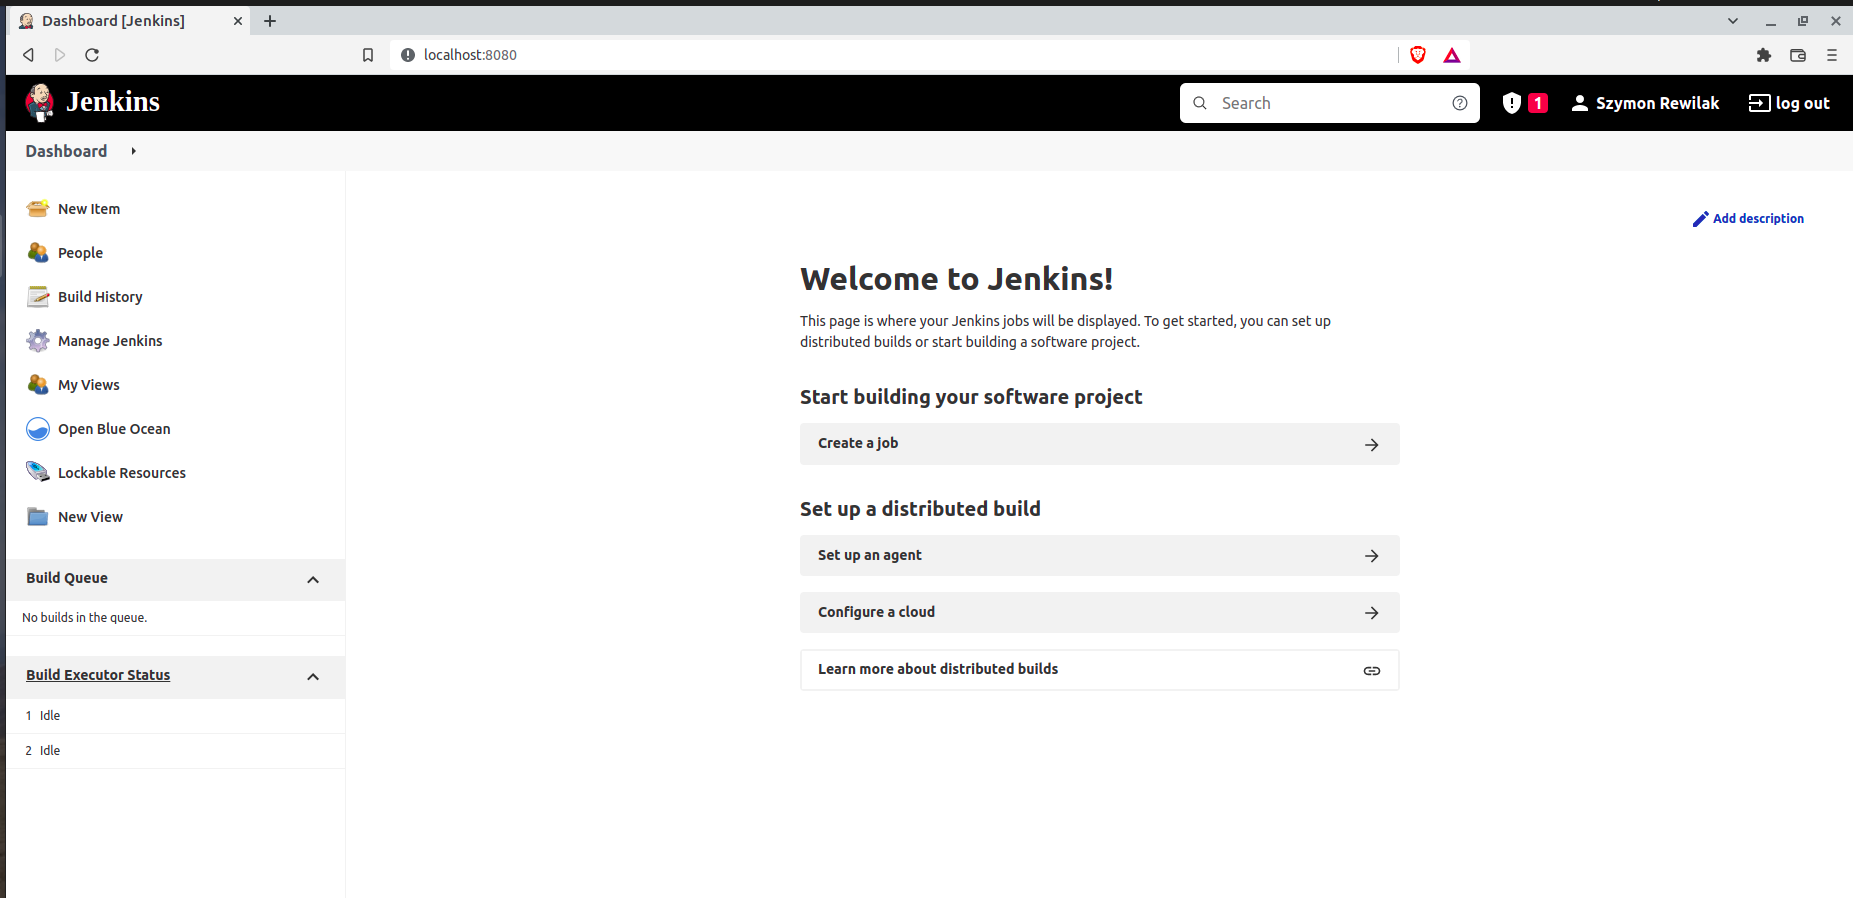 Dashboard [Jenkins]
localhost:8080
Jenkins
Search
1
Szymon Rewilak
log out
Dashboard
New Item
People
Build History
Manage Jenkins
My Views
Open Blue Ocean
Lockable Resources
New View
Build Queue
No builds in the queue.
Build Executor Status
1 Idle
2 Idle
Add description
Welcome to Jenkins!
This page is where your Jenkins jobs will be displayed. To get started, you can set up
distributed builds or start building a software project.
Start building your software project
Create a job
Set up a distributed build
Set up an agent
Configure a cloud
Learn more about distributed builds